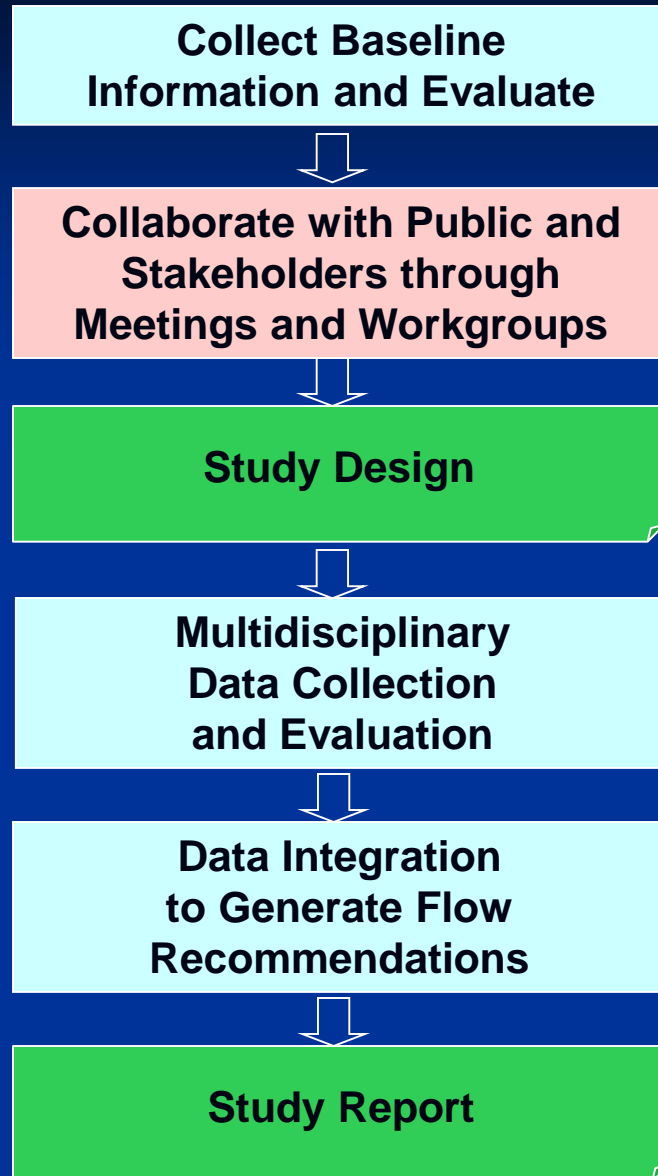 Collect Baseline
Information and Evaluate
Collaborate with Public and
Stakeholders through
Meetings and Workgroups
Study Design
Multidisciplinary
Data Collection
and Evaluation
Data Integration
to Generate Flow
Recommendations
Study Report